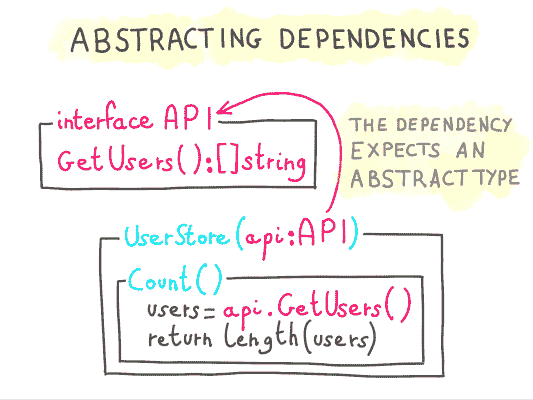 ABSTRACTING DEPENDENCIES
interface API
GetUsers():[]string
THE DEPENDENCY
EXPECTS AN
ABSTRACT TYPE
UserStore(api:API)
Count()
users=api.GetUsers()
return length(users)